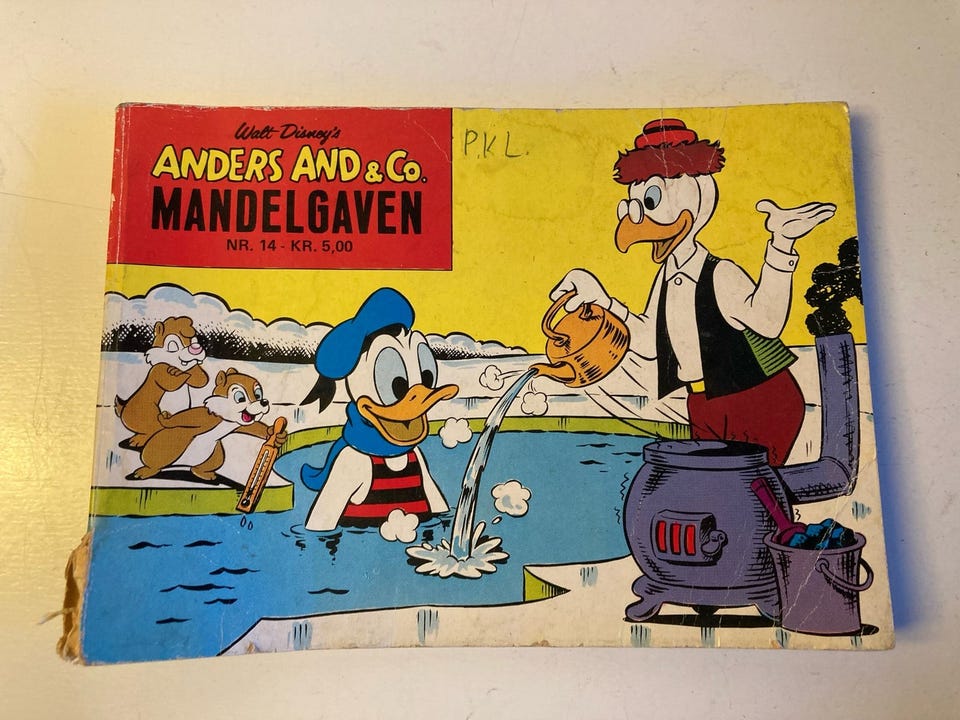 Walt Disney's
ANDERS AND & Co.
MANDELGAVEN
NR. 14 - KR. 5,00
P.K L.